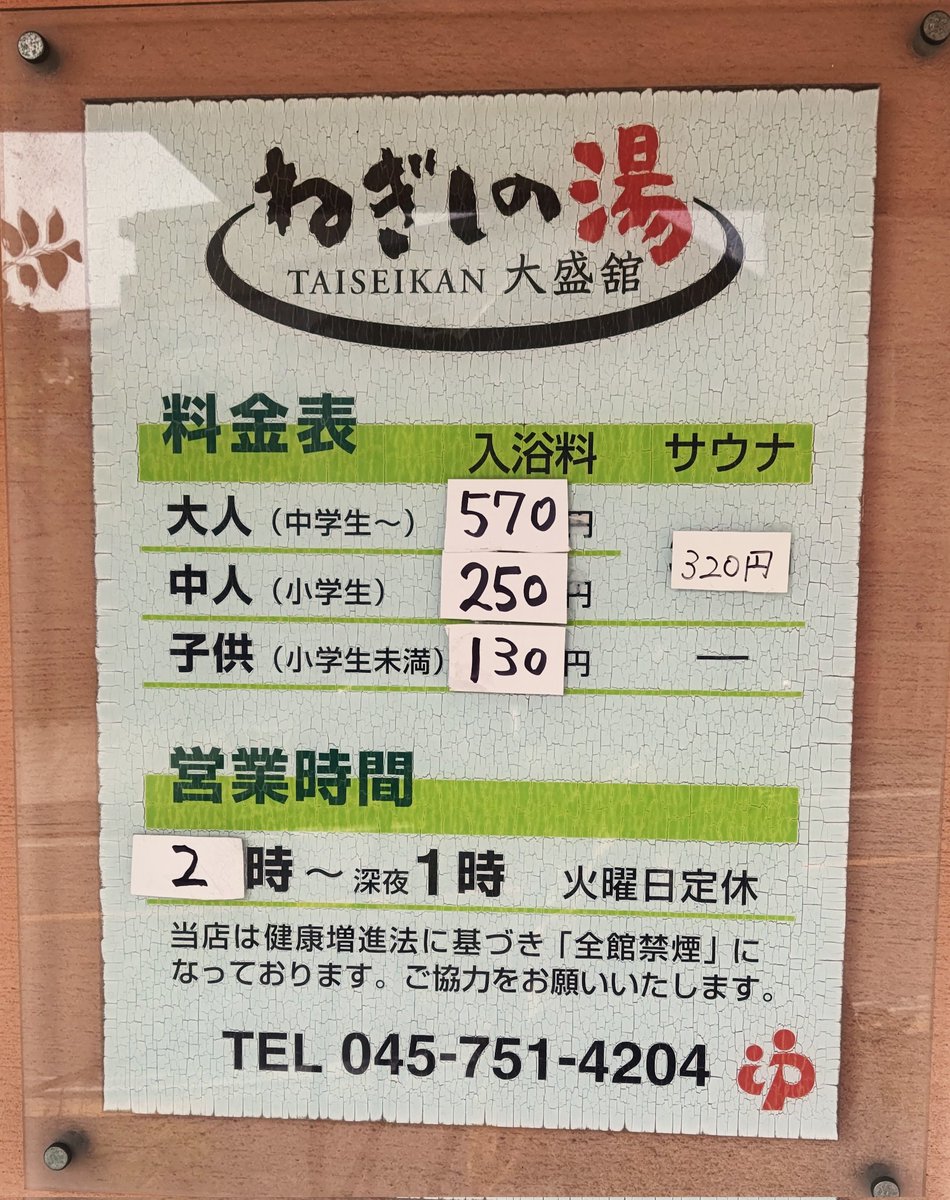 ねぎしの湯
TAISEIKAN 大盛舘
料金表 入浴料 サウナ
大人（中学生～） 570円
320円
中人（小学生） 250円
子供（小学生未満） 130円 ―
営業時間
2時～深夜1時 火曜日定休
当店は健康増進法に基づき「全館禁煙」に
なっております。ご協力をお願いいたします。
TEL 045-751-4204